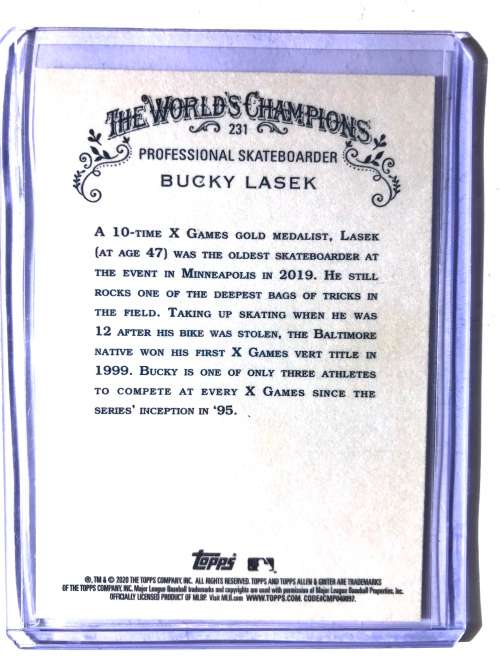 THE WORLD'S CHAMPIONS
231
PROFESSIONAL SKATEBOARDER
BUCKY LASEK
A 10-TIME X GAMES GOLD MEDALIST, LASEK
(AT AGE 47) WAS THE OLDEST SKATEBOARDER AT
THE EVENT IN MINNEAPOLIS IN 2019. HE STILL
ROCKS ONE OF THE DEEPEST BAGS OF TRICKS IN
THE FIELD. TAKING UP SKATING WHEN HE WAS
12 AFTER HIS BIKE WAS STOLEN, THE BALTIMORE
NATIVE WON HIS FIRST X GAMES VERT TITLE IN
1999. BUCKY IS ONE OF ONLY THREE ATHLETES
TO COMPETE AT EVERY X GAMES SINCE THE
SERIES' INCEPTION IN '95.
Topps
®, TM & © 2020 THE TOPPS COMPANY, INC. ALL RIGHTS RESERVED. TOPPS AND TOPPS ALLEN & GINTER ARE TRADEMARKS
OF THE TOPPS COMPANY, INC. Major League Baseball trademarks and copyrights are used with permission of Major League Baseball Properties, Inc.
OFFICIALLY LICENSED PRODUCT OF MLBP. Visit MLB.com WWW.TOPPS.COM. CODE#CMP040097.